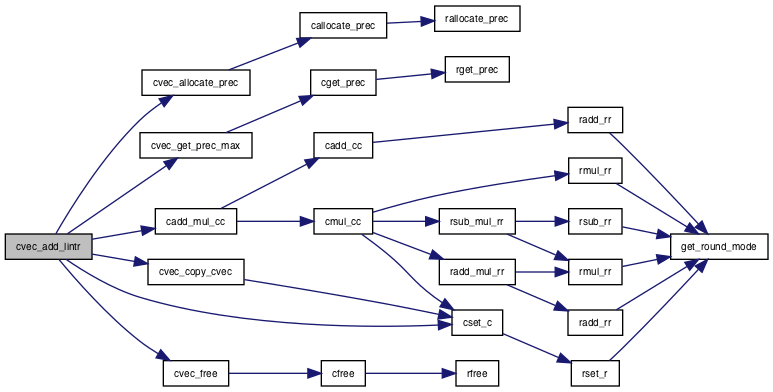 rallocate_prec
callocate_prec
rget_prec
cvec_allocate_prec
cget_prec
radd_rr
cvec_get_prec_max
cadd_cc
rmul_rr
cadd_mul_cc
cmul_cc
rsub_mul_rr
rsub_rr
cvec_add_lintr
get_round_mode
cvec_copy_cvec
radd_mul_rr
rmul_rr
cset_c
radd_rr
cvec_free
cfree
rfree
rset_r